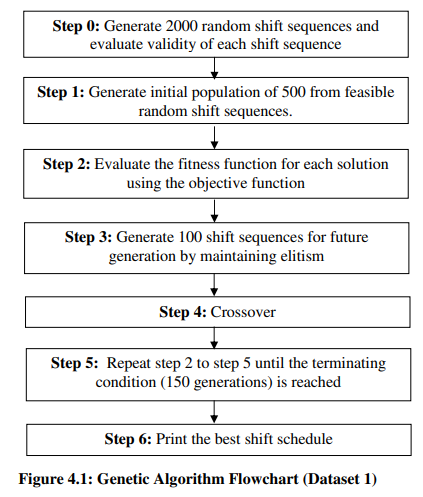 Step 0: Generate 2000 random shift sequences and
evaluate validity of each shift sequence
Step 1: Generate initial population of 500 from feasible
random shift sequences.
Step 2: Evaluate the fitness function for each solution
using the objective function
Step 3: Generate 100 shift sequences for future
generation by maintaining elitism
Step 4: Crossover
Step 5: Repeat step 2 to step 5 until the terminating
condition (150 generations) is reached
Step 6: Print the best shift schedule
Figure 4.1: Genetic Algorithm Flowchart (Dataset 1)